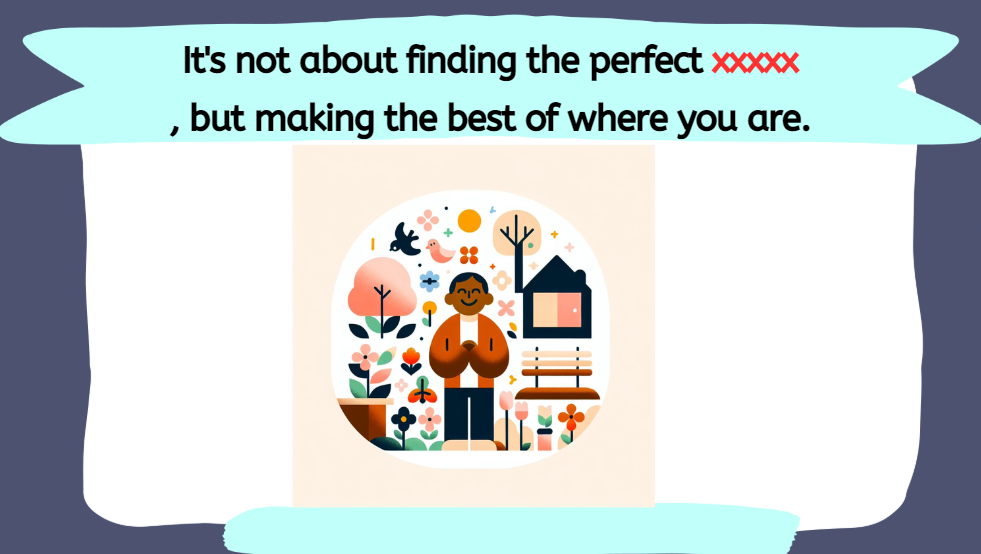 It's not about finding the perfect xxxxx
, but making the best of where you are.